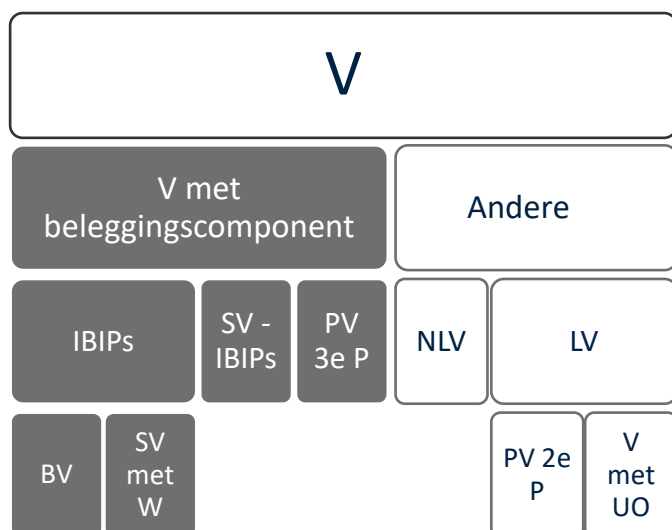 V
V met
beleggingscomponent
Andere
IBIPs
SV -
IBIPs
PV
3e P
NLV
LV
BV
SV
met
W
PV 2e
P
V
met
UO